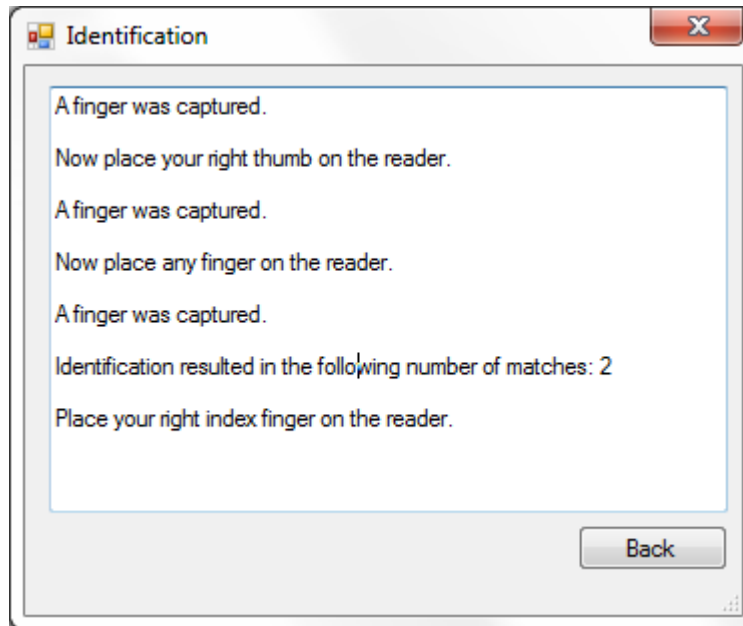 Identification
A finger was captured.
Now place your right thumb on the reader.
A finger was captured.
Now place any finger on the reader.
A finger was captured.
Identification resulted in the following number of matches: 2
Place your right index finger on the reader.
Back